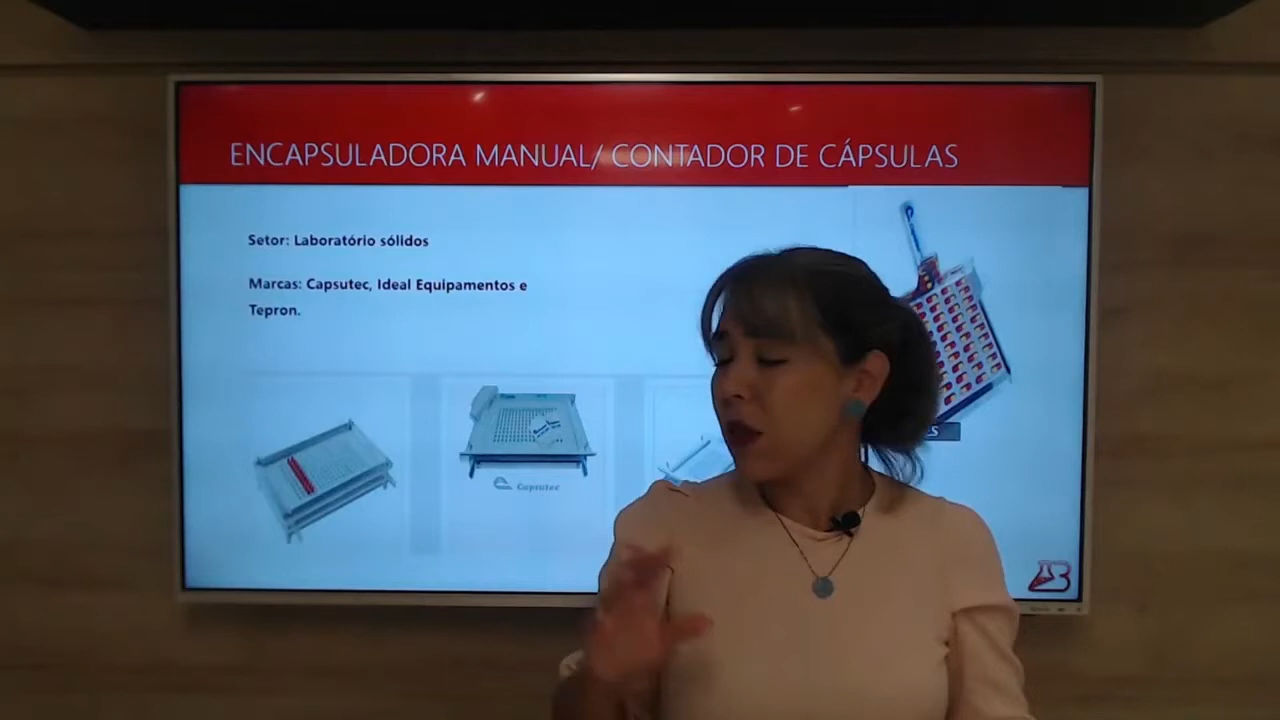 ENCAPSULADORA MANUAL/ CONTADOR DE CÁPSULAS
Setor: Laboratório sólidos
Marcas: Capsutec, Ideal Equipamentos e
Tepron.
Capsutec